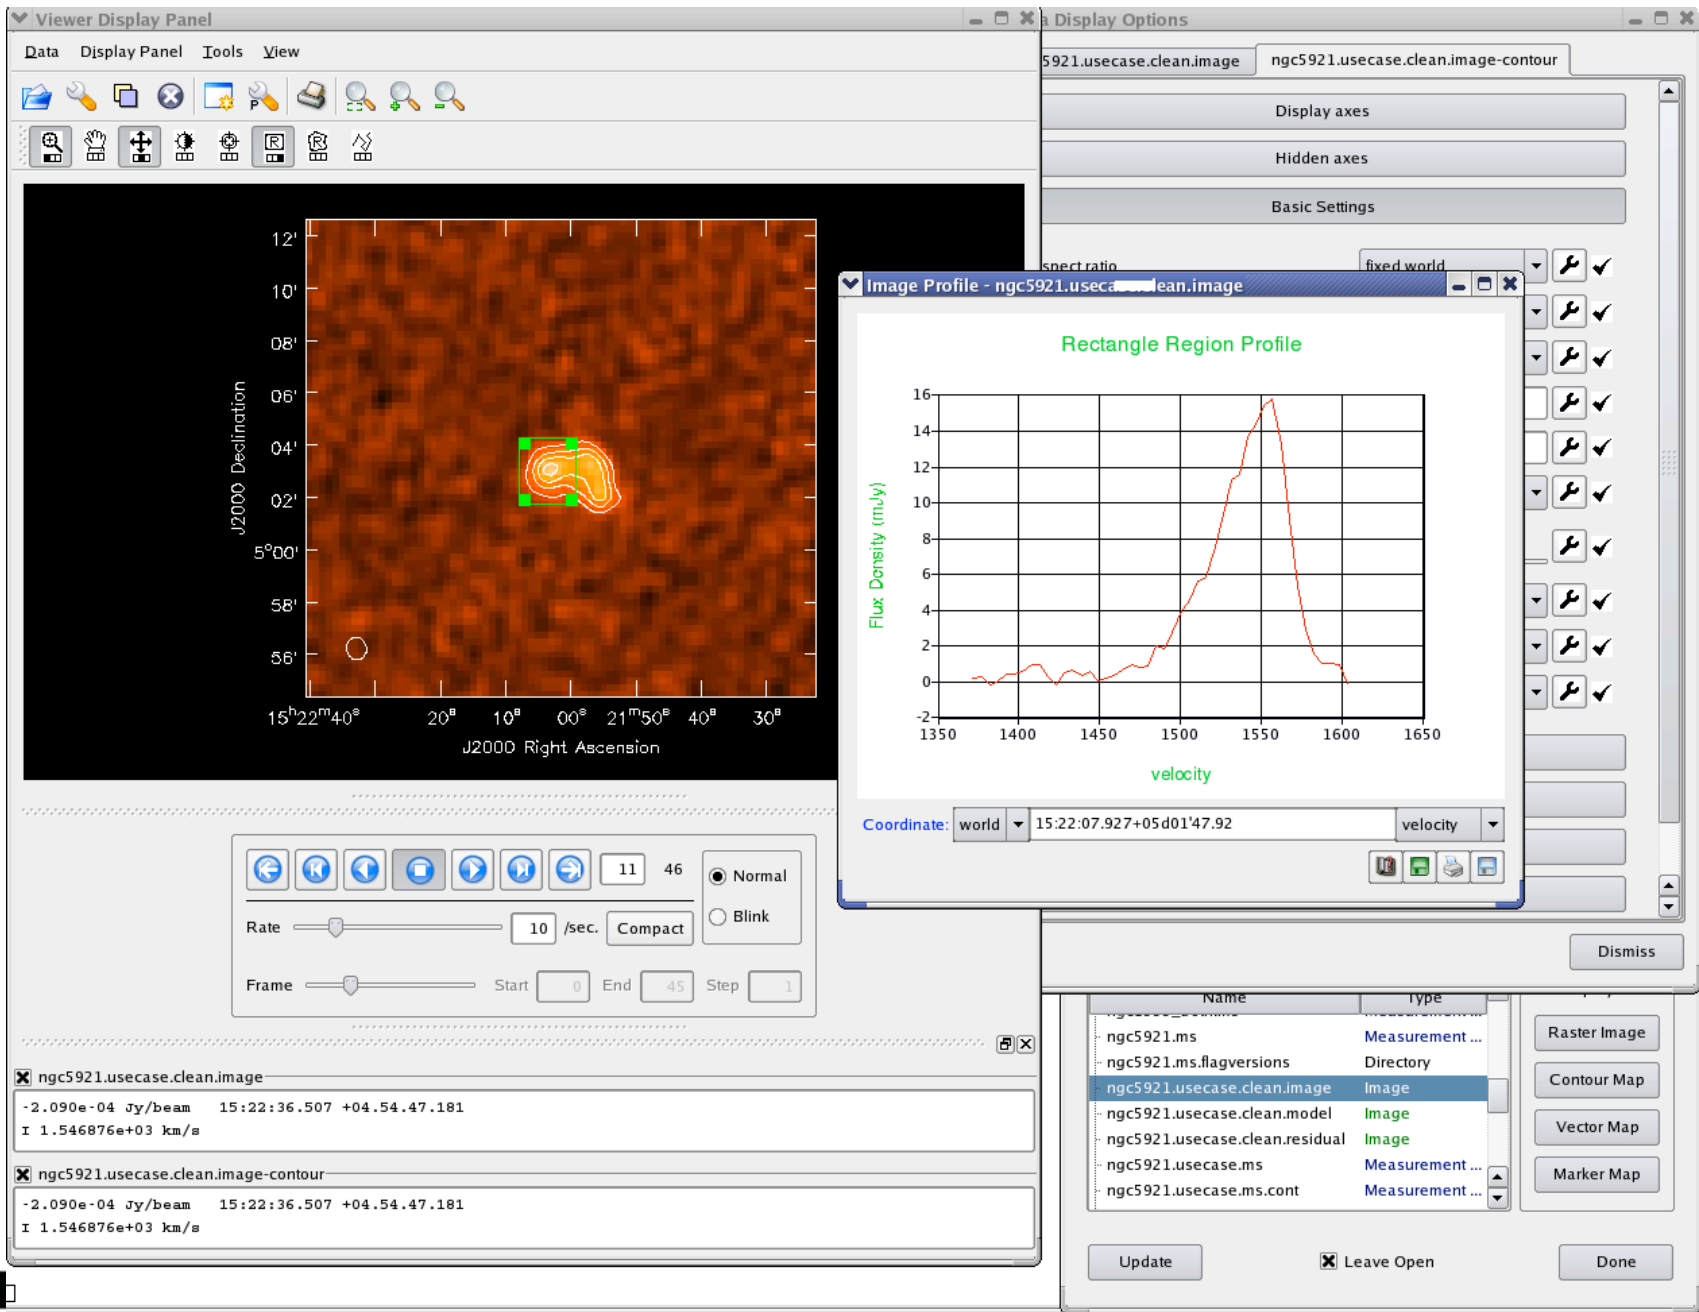 Viewer Display Panel
Data Display Panel Tools View
12'
10'
08'
06'
04'
02'
5°00'
58'
56'
J2000 Declination
15ʰ22ᵐ40ˢ 20ˢ 10ˢ 00ˢ 21ᵐ50ˢ 40ˢ 30ˢ
J2000 Right Ascension
11 46
Normal
Blink
Rate 10 /sec. Compact
Frame Start 0 End 45 Step 1
ngc5921.usecase.clean.image
-2.090e-04 Jy/beam 15:22:36.507 +04.54.47.181
I 1.546876e+03 km/s
ngc5921.usecase.clean.image-contour
-2.090e-04 Jy/beam 15:22:36.507 +04.54.47.181
I 1.546876e+03 km/s
a Display Options
5921.usecase.clean.image ngc5921.usecase.clean.image-contour
Display axes
Hidden axes
Basic Settings
spect ratio fixed world
Image Profile - ngc5921.useca lean.image
Rectangle Region Profile
Flux Density (mJy)
16
14
12
10
8
6
4
2
0
-2
1350 1400 1450 1500 1550 1600 1650
velocity
Coordinate: world 15:22:07.927+05d01'47.92 velocity
Dismiss
Name Type
ngc5921.ms Measurement ...
ngc5921.ms.flagversions Directory
ngc5921.usecase.clean.image Image
ngc5921.usecase.clean.model Image
ngc5921.usecase.clean.residual Image
ngc5921.usecase.ms Measurement ...
ngc5921.usecase.ms.cont Measurement ...
Raster Image
Contour Map
Vector Map
Marker Map
Update Leave Open Done